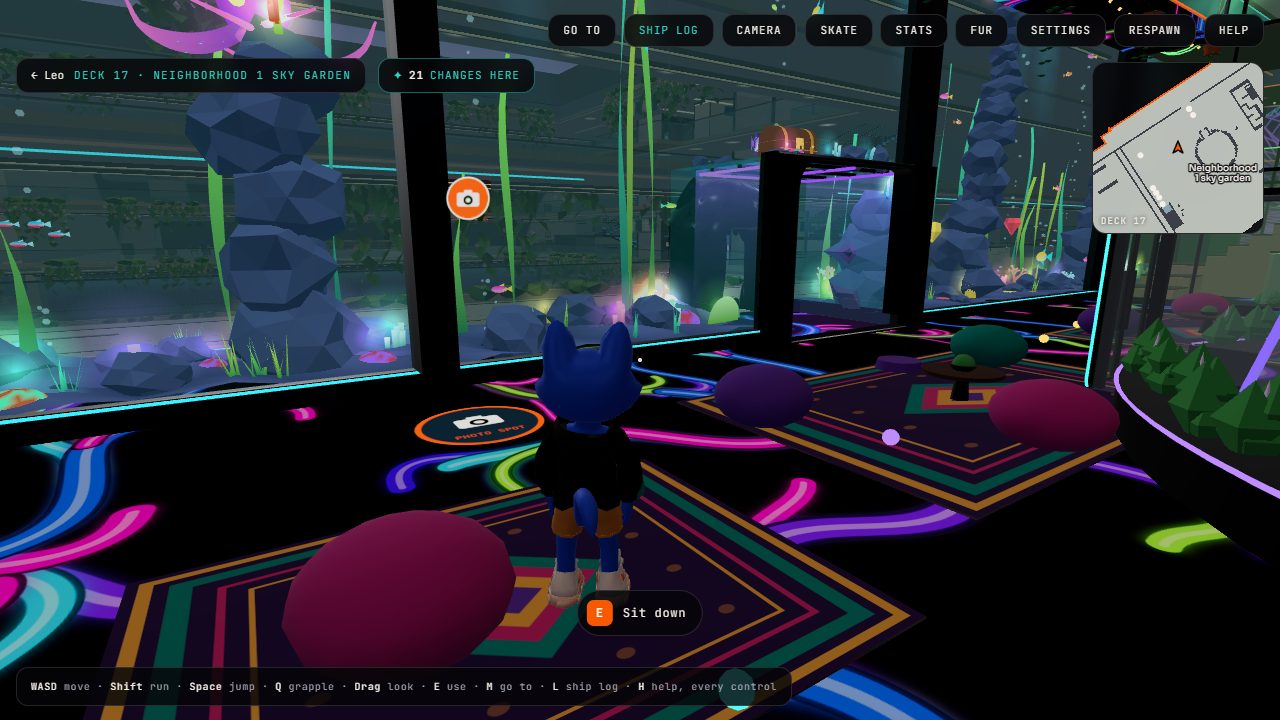 GO TO
SHIP LOG
CAMERA
SKATE
STATS
FUR
SETTINGS
RESPAWN
HELP
← Leo DECK 17 · NEIGHBORHOOD 1 SKY GARDEN
✦ 21 CHANGES HERE
Neighborhood
1 sky garden
DECK 17
PHOTO SPOT
E Sit down
WASD move · Shift run · Space jump · Q grapple · Drag look · E use · M go to · L ship log · H help, every control